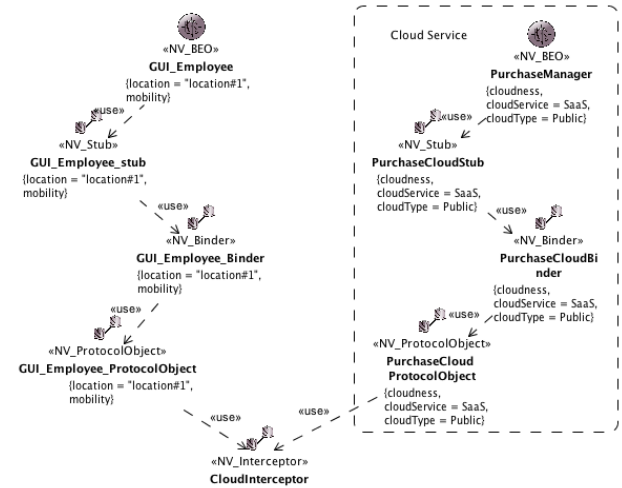 «NV_BEO»
GUI_Employee
{location = "location#1",
mobility}
«use»
«NV_Stub»
GUI_Employee_stub
{location = "location#1",
mobility}
«use»
«NV_Binder»
GUI_Employee_Binder
{location = "location#1",
mobility}
«use»
«NV_ProtocolObject»
GUI_Employee_ProtocolObject
{location = "location#1",
mobility}
«use»
Cloud Service
«NV_BEO»
PurchaseManager
{cloudness,
cloudService = SaaS,
cloudType = Public}
«use»
«NV_Stub»
PurchaseCloudStub
{cloudness,
cloudService = SaaS,
cloudType = Public}
«use»
«NV_Binder»
PurchaseCloudBi
nder
{cloudness,
cloudService = SaaS,
cloudType = Public}
«use»
«NV_ProtocolObject»
PurchaseCloud
ProtocolObject
{cloudness,
cloudService = SaaS,
cloudType = Public}
«use»
«NV_Interceptor»
CloudInterceptor